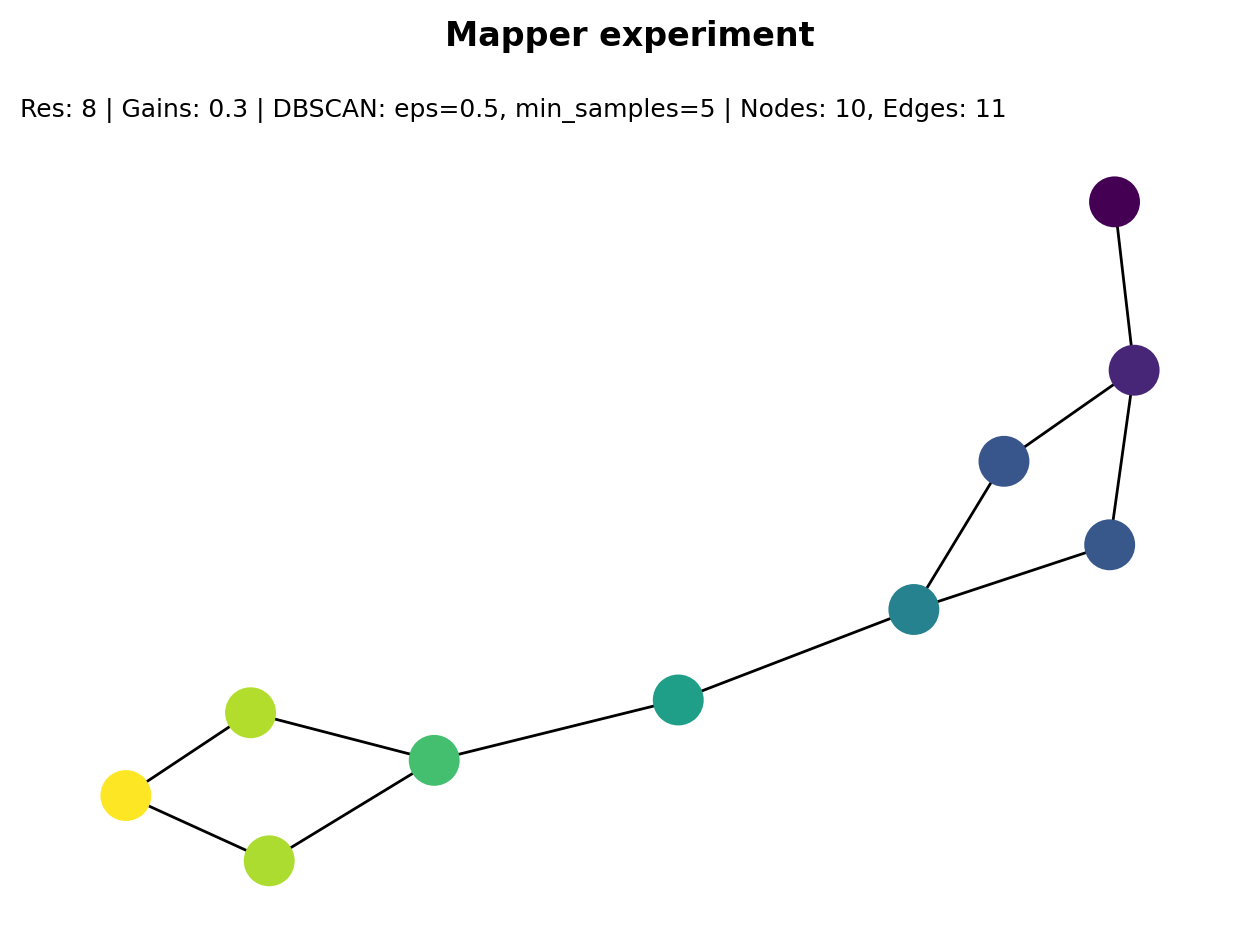 Mapper experiment
Res: 8 | Gains: 0.3 | DBSCAN: eps=0.5, min_samples=5 | Nodes: 10, Edges: 11